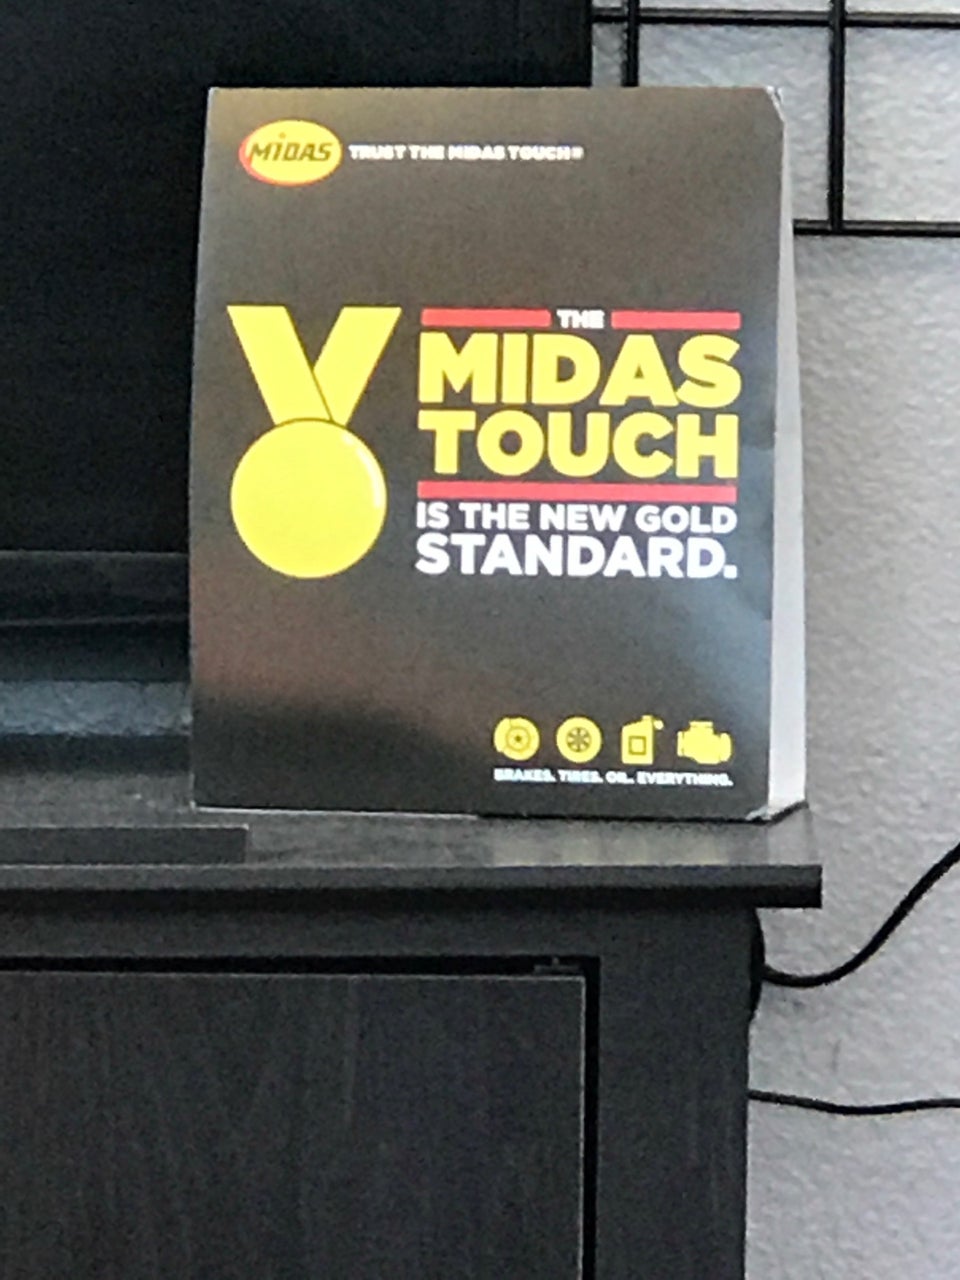 MIDAS TRUST THE MIDAS TOUCH®
THE
MIDAS
TOUCH
IS THE NEW GOLD
STANDARD.
BRAKES. TIRES. OIL. EVERYTHING.